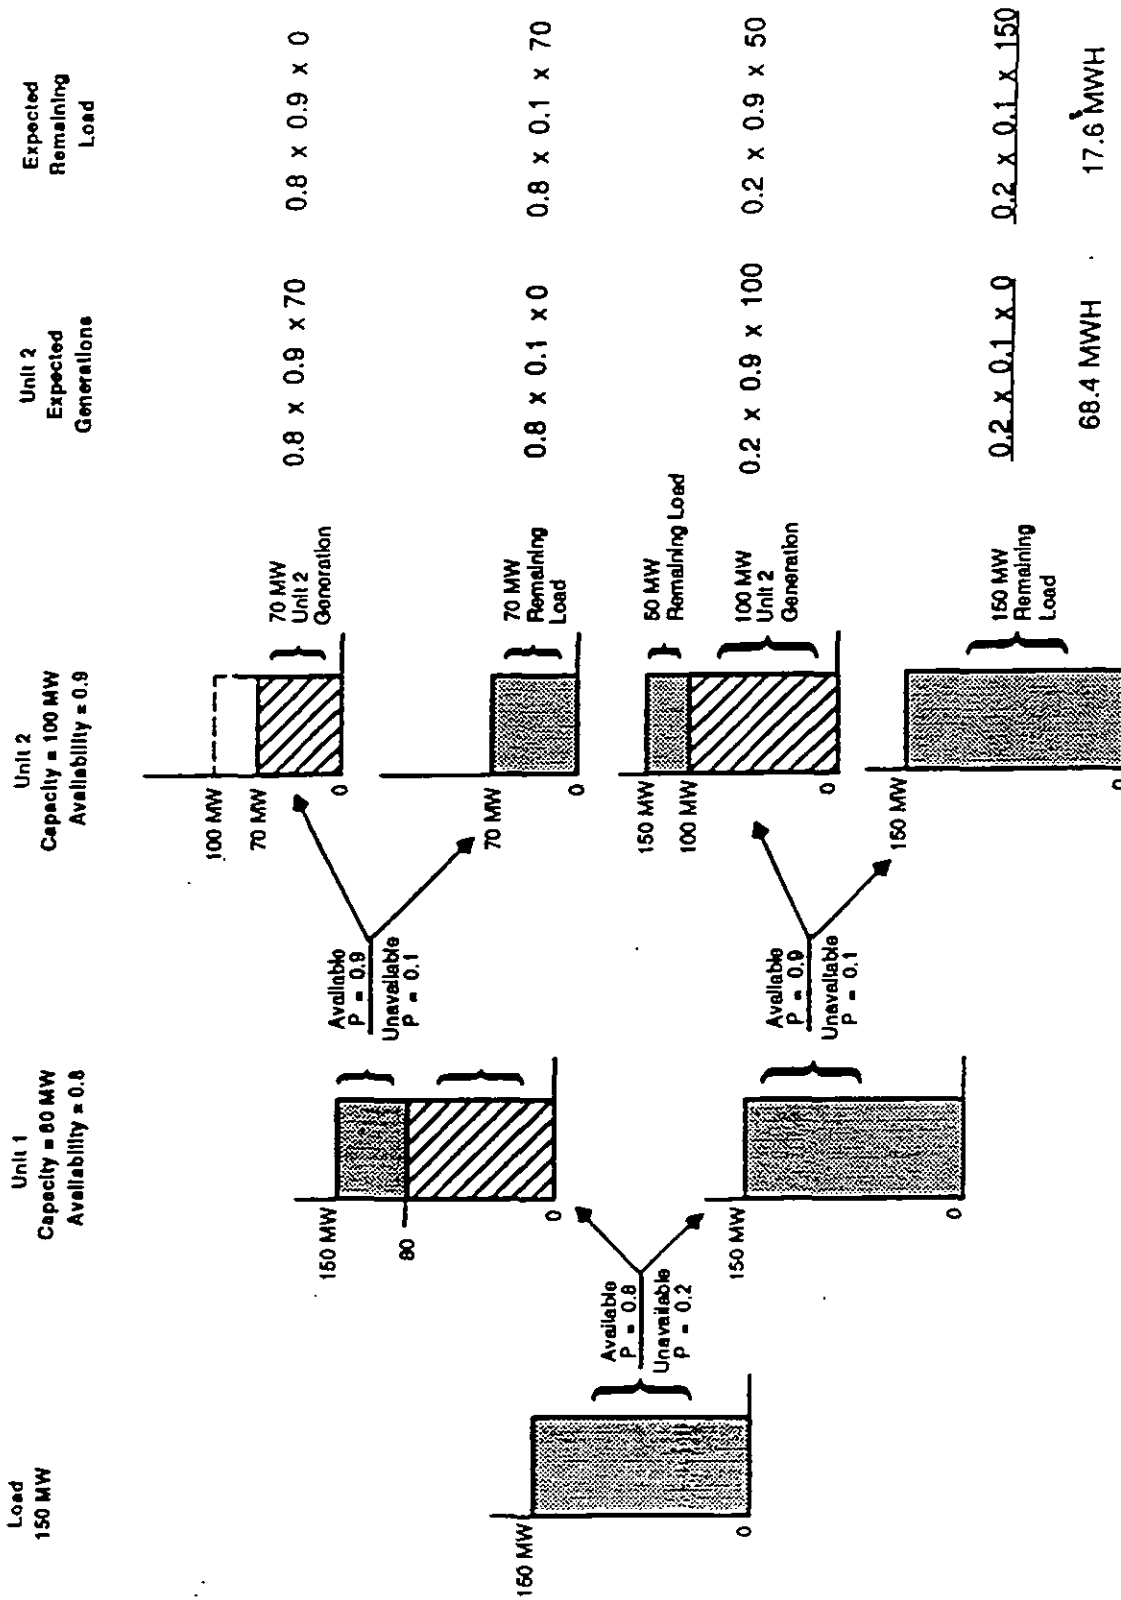 Load
150 MW
Unit 1
Capacity = 80 MW
Availability = 0.8
Unit 2
Capacity = 100 MW
Availability = 0.9
Unit 2
Expected
Generations
Expected
Remaining
Load
150 MW
0
Available
P = 0.8
Unavailable
P = 0.2
150 MW
80
0
150 MW
0
Available
P = 0.9
Unavailable
P = 0.1
Available
P = 0.9
Unavailable
P = 0.1
100 MW
70 MW
0
70 MW
Unit 2
Generation
0.8 x 0.9 x 70
0.8 x 0.9 x 0
70 MW
0
70 MW
Remaining
Load
0.8 x 0.1 x 0
0.8 x 0.1 x 70
150 MW
100 MW
0
50 MW
Remaining Load
100 MW
Unit 2
Generation
0.2 x 0.9 x 100
0.2 x 0.9 x 50
150 MW
0
150 MW
Remaining
Load
0.2 x 0.1 x 0
0.2 x 0.1 x 150
68.4 MWH
17.6 MWH